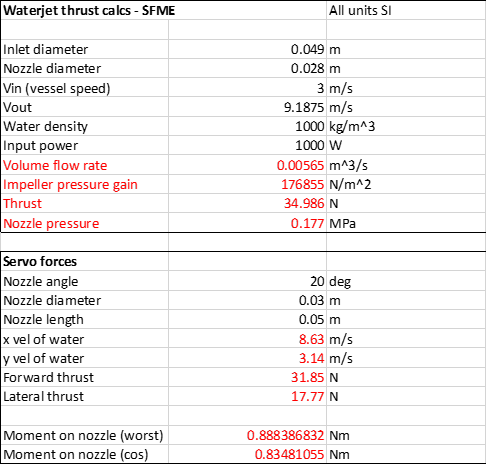 Waterjet thrust calcs - SFME All units SI
Inlet diameter 0.049 m
Nozzle diameter 0.028 m
Vin (vessel speed) 3 m/s
Vout 9.1875 m/s
Water density 1000 kg/m^3
Input power 1000 W
Volume flow rate 0.00565 m^3/s
Impeller pressure gain 176855 N/m^2
Thrust 34.986 N
Nozzle pressure 0.177 MPa
Servo forces
Nozzle angle 20 deg
Nozzle diameter 0.03 m
Nozzle length 0.05 m
x vel of water 8.63 m/s
y vel of water 3.14 m/s
Forward thrust 31.85 N
Lateral thrust 17.77 N
Moment on nozzle (worst) 0.888386832 Nm
Moment on nozzle (cos) 0.83481055 Nm